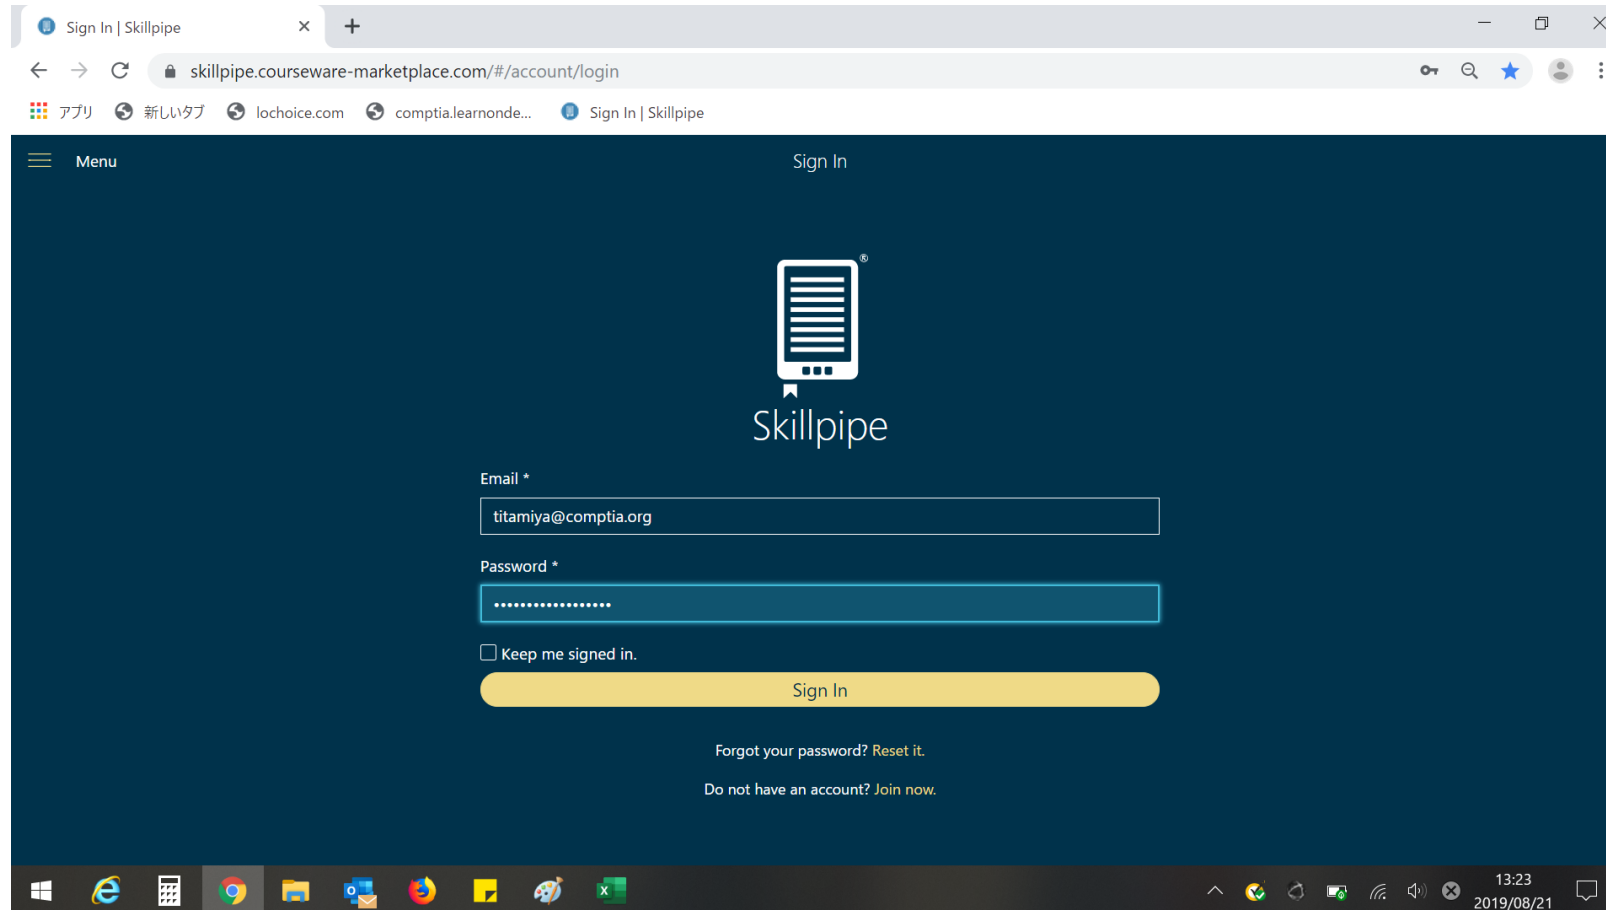 Sign In | Skillpipe
skillpipe.courseware-marketplace.com/#/account/login
アプリ 新しいタブ lochoice.com comptia.learnonde... Sign In | Skillpipe
Menu Sign In
®
Skillpipe
Email *
titamiya@comptia.org
Password *
••••••••••••••••••
Keep me signed in.
Sign In
Forgot your password? Reset it.
Do not have an account? Join now.
13:23
2019/08/21